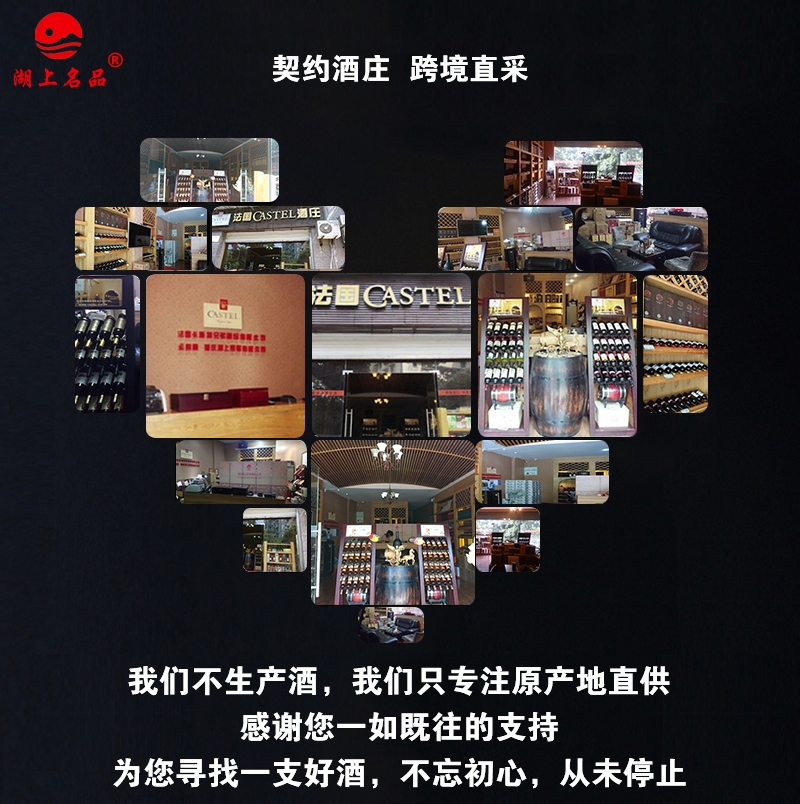 湖上名品®
契约酒庄 跨境直采
法国CASTEL酒庄
CASTEL
法国CASTEL
我们不生产酒，我们只专注原产地直供
感谢您一如既往的支持
为您寻找一支好酒，不忘初心，从未停止